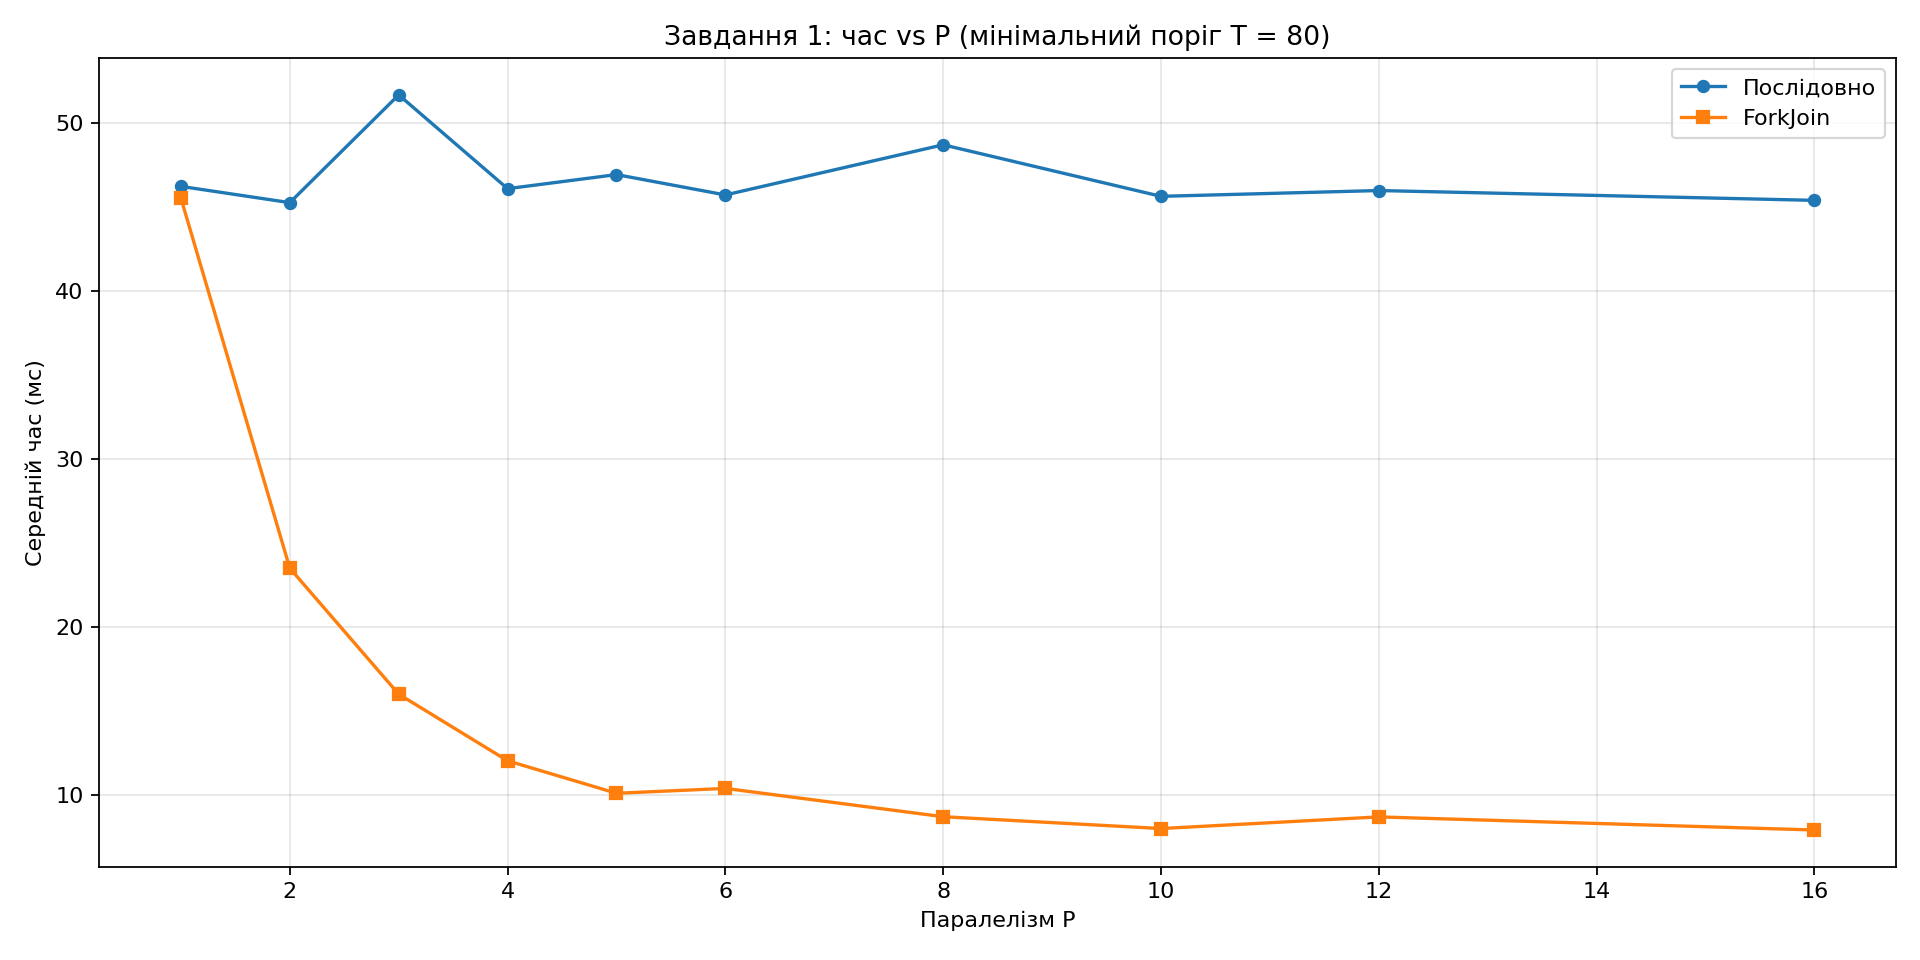 Завдання 1: час vs P (мінімальний поріг T = 80)
Послідовно
ForkJoin
Середній час (мс)
50
40
30
20
10
2 4 6 8 10 12 14 16
Паралелізм P